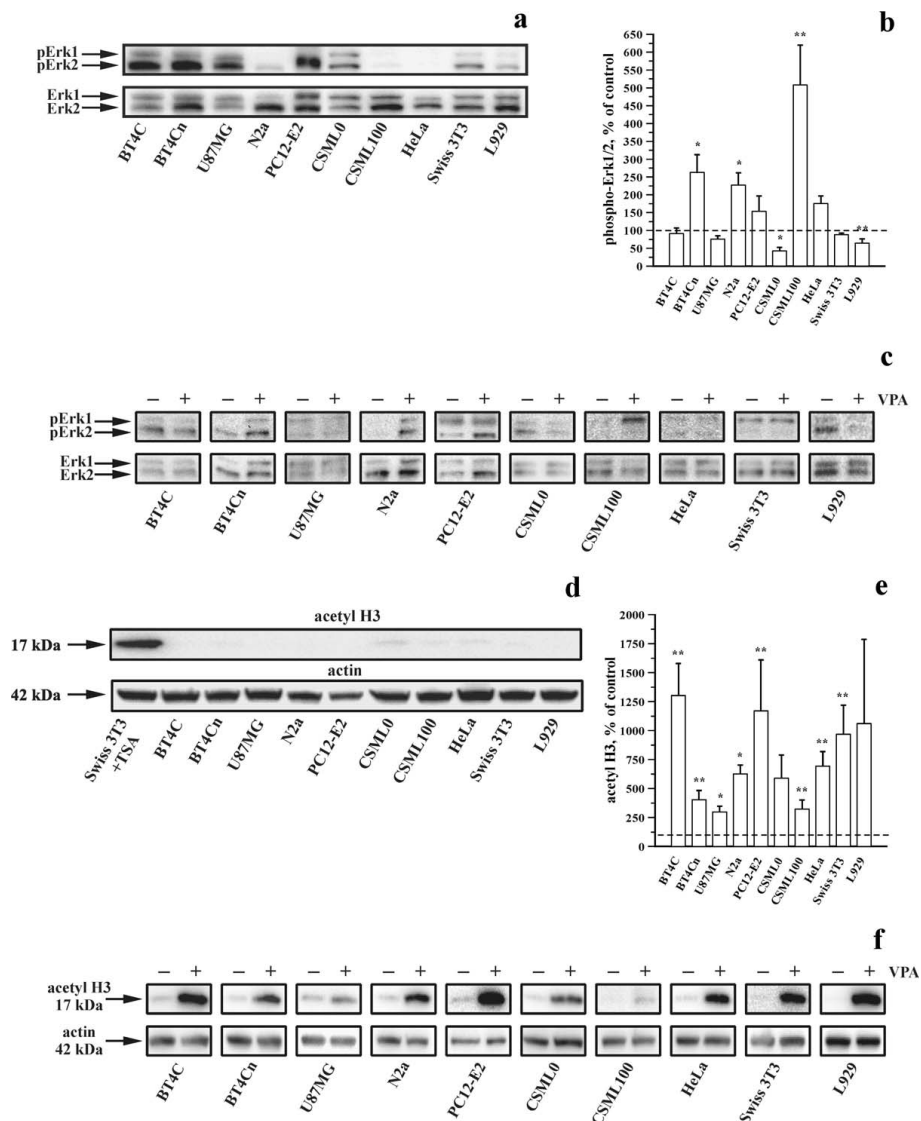 a
pErk1
pErk2
Erk1
Erk2
BT4C
BT4Cn
U87MG
N2a
PC12-E2
CSML0
CSML100
HeLa
Swiss 3T3
L929
b
phospho-Erk1/2, % of control
650
600
550
500
450
400
350
300
250
200
150
100
50
0
**
*
*
*
**
BT4C
BT4Cn
U87MG
N2a
PC12-E2
CSML0
CSML100
HeLa
Swiss 3T3
L929
c
− + − + − + − + − + − + − + − + − + − + VPA
pErk1
pErk2
Erk1
Erk2
BT4C
BT4Cn
U87MG
N2a
PC12-E2
CSML0
CSML100
HeLa
Swiss 3T3
L929
d
acetyl H3
17 kDa
actin
42 kDa
Swiss 3T3
+TSA
BT4C
BT4Cn
U87MG
N2a
PC12-E2
CSML0
CSML100
HeLa
Swiss 3T3
L929
e
acetyl H3, % of control
2000
1750
1500
1250
1000
750
500
250
0
**
**
*
*
**
**
**
**
BT4C
BT4Cn
U87MG
N2a
PC12-E2
CSML0
CSML100
HeLa
Swiss 3T3
L929
f
− + − + − + − + − + − + − + − + − + − + VPA
acetyl H3
17 kDa
actin
42 kDa
BT4C
BT4Cn
U87MG
N2a
PC12-E2
CSML0
CSML100
HeLa
Swiss 3T3
L929